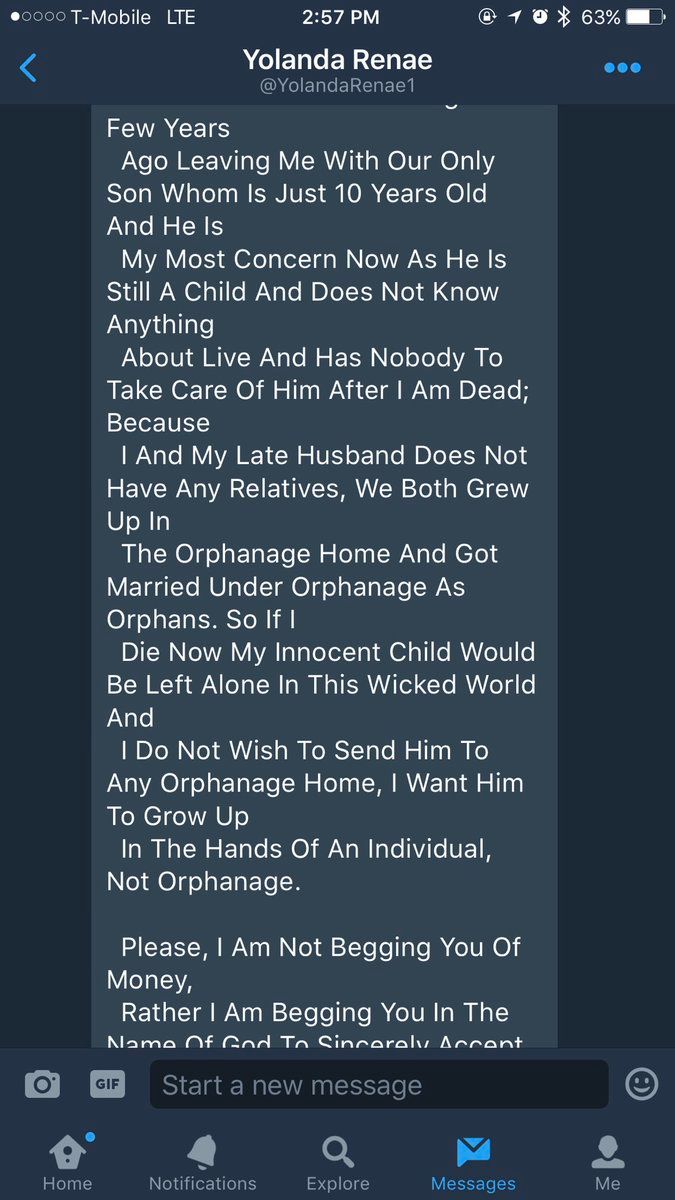 T-Mobile LTE 2:57 PM 63%
Yolanda Renae
@YolandaRenae1
Few Years
Ago Leaving Me With Our Only
Son Whom Is Just 10 Years Old
And He Is
My Most Concern Now As He Is
Still A Child And Does Not Know
Anything
About Live And Has Nobody To
Take Care Of Him After I Am Dead;
Because
I And My Late Husband Does Not
Have Any Relatives, We Both Grew
Up In
The Orphanage Home And Got
Married Under Orphanage As
Orphans. So If I
Die Now My Innocent Child Would
Be Left Alone In This Wicked World
And
I Do Not Wish To Send Him To
Any Orphanage Home, I Want Him
To Grow Up
In The Hands Of An Individual,
Not Orphanage.
Please, I Am Not Begging You Of
Money,
Rather I Am Begging You In The
Name Of God To Sincerely Accept
GIF Start a new message
Home Notifications Explore Messages Me